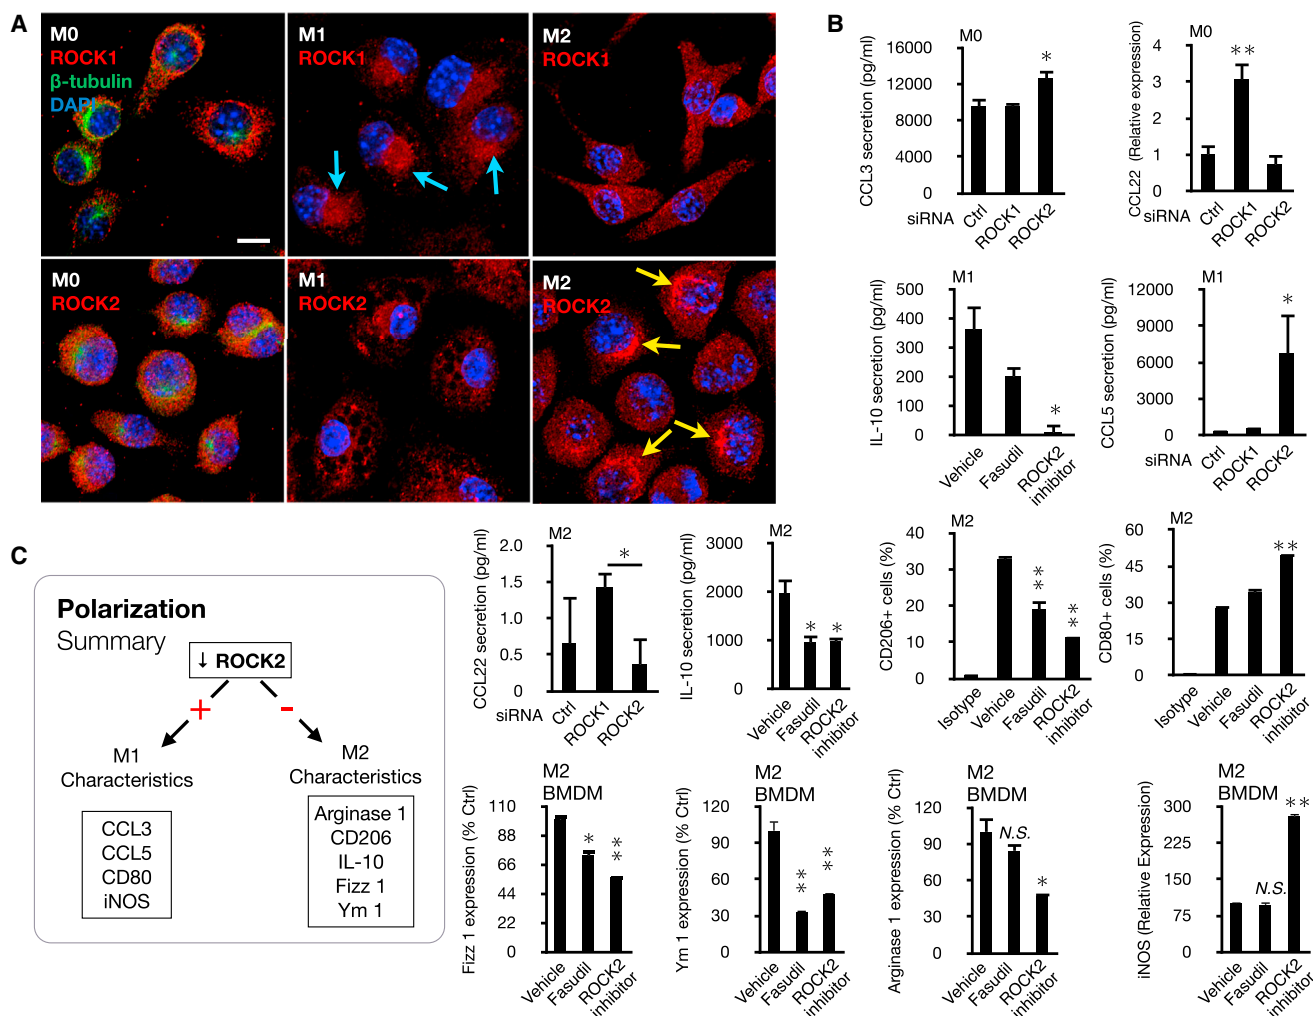 A
M0
ROCK1
β-tubulin
DAPI
M1
ROCK1
M2
ROCK1
M0
ROCK2
M1
ROCK2
M2
ROCK2
B
M0
CCL3 secretion (pg/ml)
16000
12000
8000
4000
0
siRNA
Ctrl
ROCK1
ROCK2
*
M0
CCL22 (Relative expression)
4
3
2
1
0
siRNA
Ctrl
ROCK1
ROCK2
**
M1
IL-10 secretion (pg/ml)
500
400
300
200
100
0
Vehicle
Fasudil
ROCK2
inhibitor
*
M1
CCL5 secretion (pg/ml)
12000
9000
6000
3000
0
siRNA
Ctrl
ROCK1
ROCK2
*
M2
CCL22 secretion (pg/ml)
2.0
1.5
1.0
0.5
0
siRNA
Ctrl
ROCK1
ROCK2
*
M2
IL-10 secretion (pg/ml)
3000
2000
1000
0
Vehicle
Fasudil
ROCK2
inhibitor
*
*
M2
CD206+ cells (%)
40
30
20
10
0
Isotype
Vehicle
Fasudil
ROCK2
inhibitor
**
**
M2
CD80+ cells (%)
60
45
30
15
0
Isotype
Vehicle
Fasudil
ROCK2
inhibitor
**
C
Polarization
Summary
↓ ROCK2
+
-
M1
Characteristics
CCL3
CCL5
CD80
iNOS
M2
Characteristics
Arginase 1
CD206
IL-10
Fizz 1
Ym 1
M2
BMDM
Fizz 1 expression (% Ctrl)
110
88
66
44
22
0
Vehicle
Fasudil
ROCK2
inhibitor
*
**
M2
BMDM
Ym 1 expression (% Ctrl)
120
90
60
30
0
Vehicle
Fasudil
ROCK2
inhibitor
**
**
M2
BMDM
Arginase 1 expression (% Ctrl)
120
90
60
30
0
Vehicle
Fasudil
ROCK2
inhibitor
N.S.
*
M2
BMDM
iNOS (Relative Expression)
300
225
150
75
0
Vehicle
Fasudil
ROCK2
inhibitor
N.S.
**